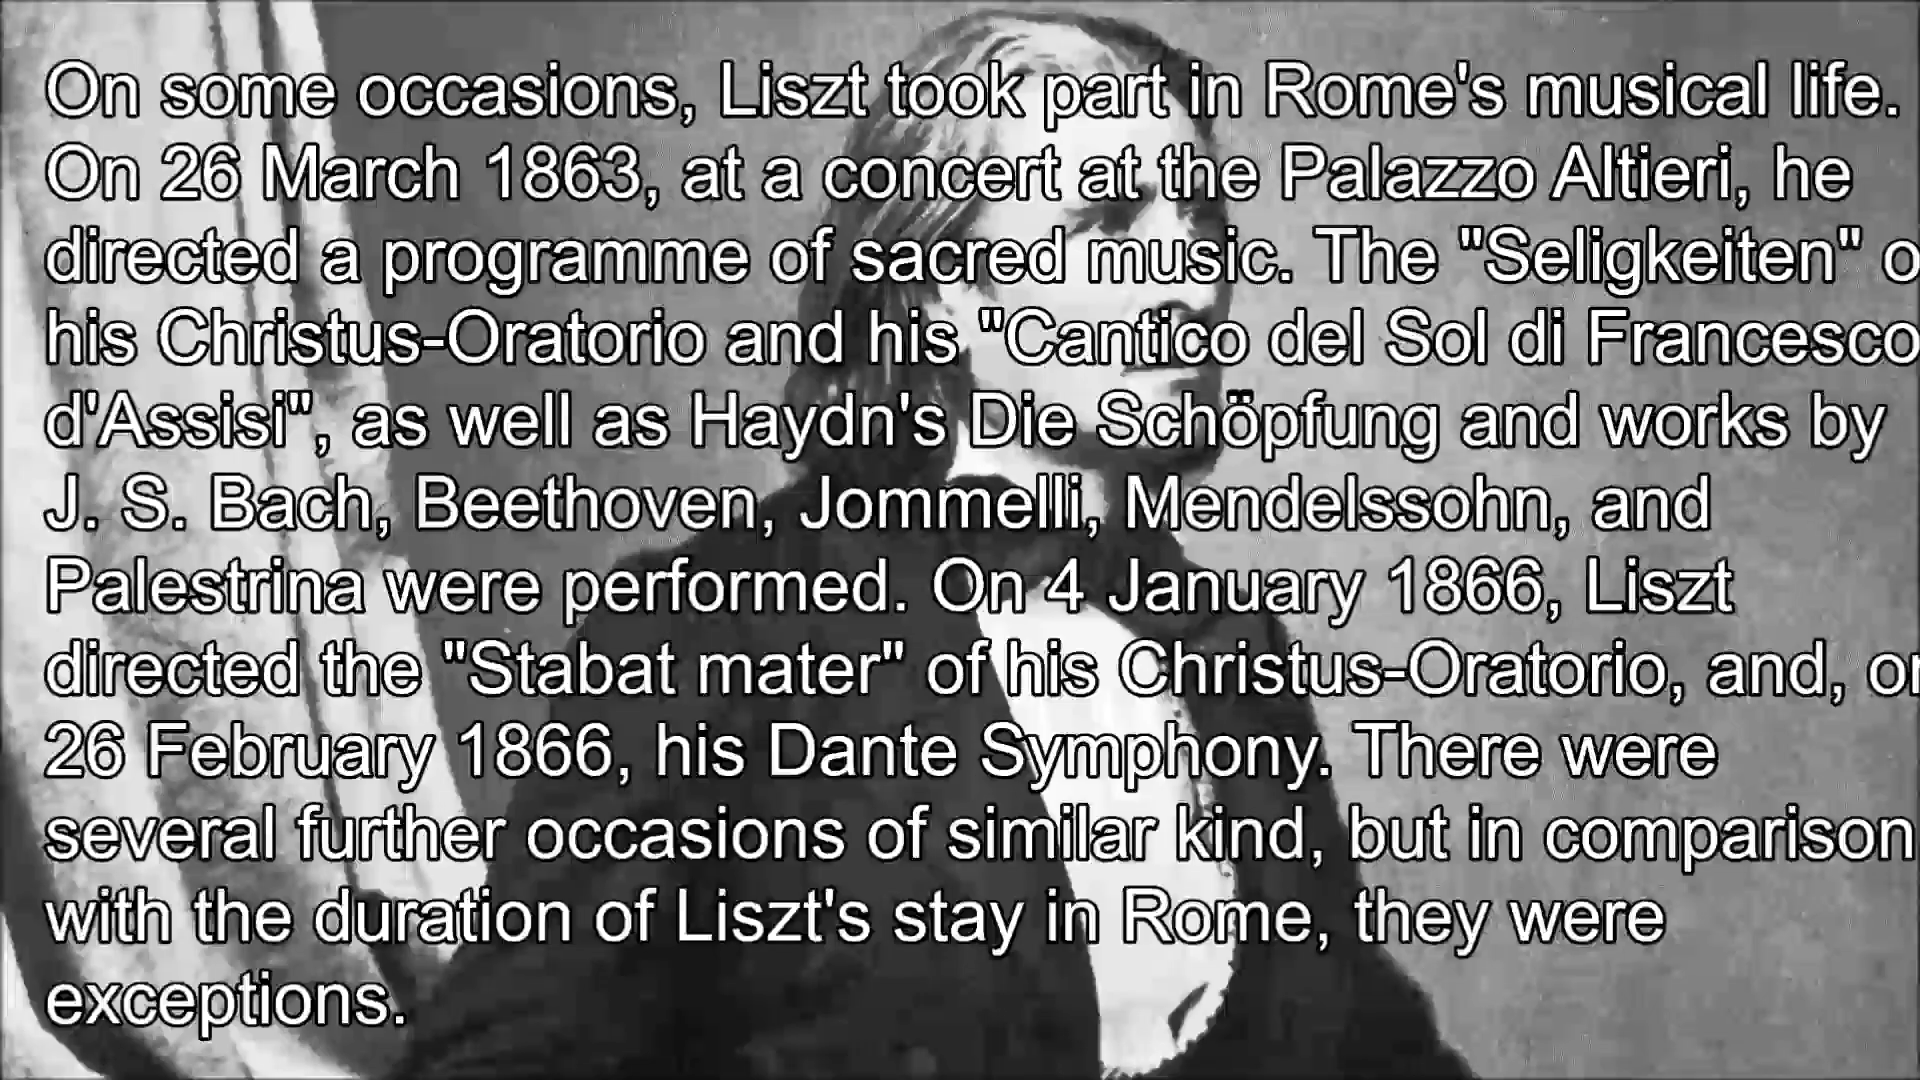 On some occasions, Liszt took part in Rome's musical life.
On 26 March 1863, at a concert at the Palazzo Altieri, he
directed a programme of sacred music. The "Seligkeiten"
his Christus-Oratorio and his "Cantico del Sol di Francesco
d'Assisi", as well as Haydn's Die Schöpfung and works by
J. S. Bach, Beethoven, Jommelli, Mendelssohn, and
Palestrina were performed. On 4 January 1866, Liszt
directed the "Stabat mater" of his Christus-Oratorio, and,
26 February 1866, his Dante Symphony. There were
several further occasions of similar kind, but in comparison
with the duration of Liszt's stay in Rome, they were
exceptions.